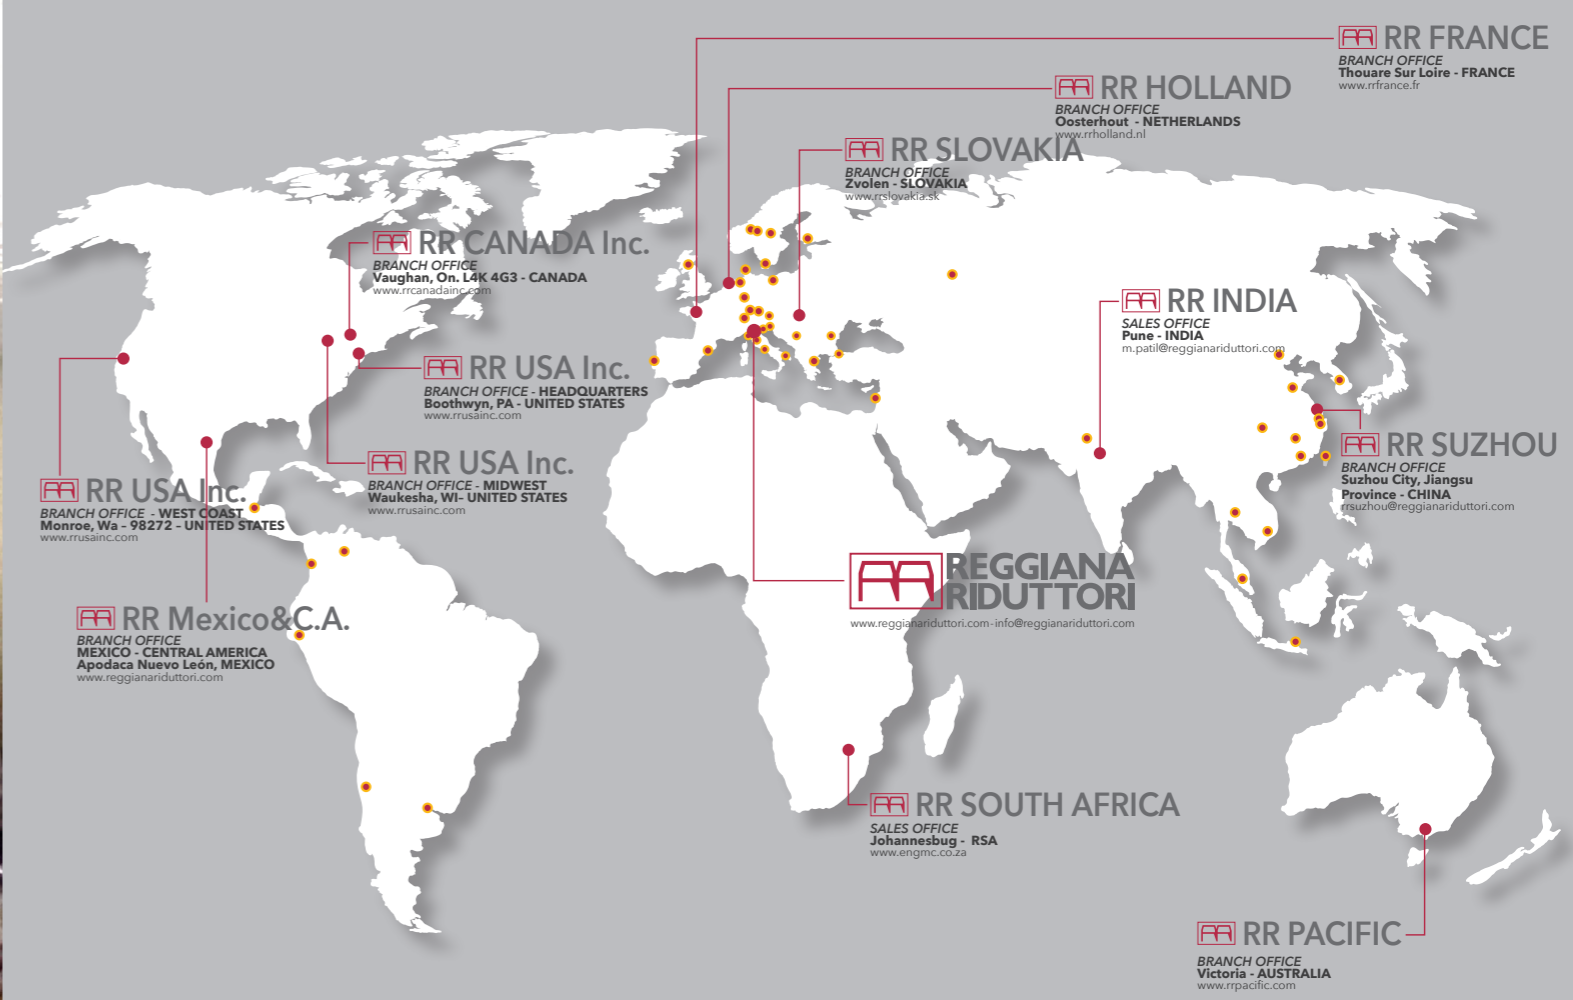 RR FRANCE
BRANCH OFFICE
Thouare Sur Loire - FRANCE
www.rrfrance.fr
RR HOLLAND
BRANCH OFFICE
Oosterhout - NETHERLANDS
www.rrholland.nl
RR SLOVAKIA
BRANCH OFFICE
Zvolen - SLOVAKIA
www.rrslovakia.sk
RR CANADA Inc.
BRANCH OFFICE
Vaughan, On. L4K 4G3 - CANADA
www.rrcanadainc.com
RR INDIA
SALES OFFICE
Pune - INDIA
m.patil@reggianariduttori.com
RR USA Inc.
BRANCH OFFICE - HEADQUARTERS
Boothwyn, PA - UNITED STATES
www.rrusainc.com
RR USA Inc.
BRANCH OFFICE - MIDWEST
Waukesha, WI- UNITED STATES
www.rrusainc.com
RR SUZHOU
BRANCH OFFICE
Suzhou City, Jiangsu
Province - CHINA
rrsuzhou@reggianariduttori.com
RR USA Inc.
BRANCH OFFICE - WEST COAST
Monroe, Wa – 98272 – UNITED STATES
www.rrusainc.com
REGGIANA
RIDUTTORI
www.reggianariduttori.com-info@reggianariduttori.com
RR Mexico&C.A.
BRANCH OFFICE
MEXICO - CENTRAL AMERICA
Apodaca Nuevo León, MEXICO
www.reggianariduttori.com
RR SOUTH AFRICA
SALES OFFICE
Johannesbug - RSA
www.engmc.co.za
RR PACIFIC
BRANCH OFFICE
Victoria - AUSTRALIA
www.rrpacific.com